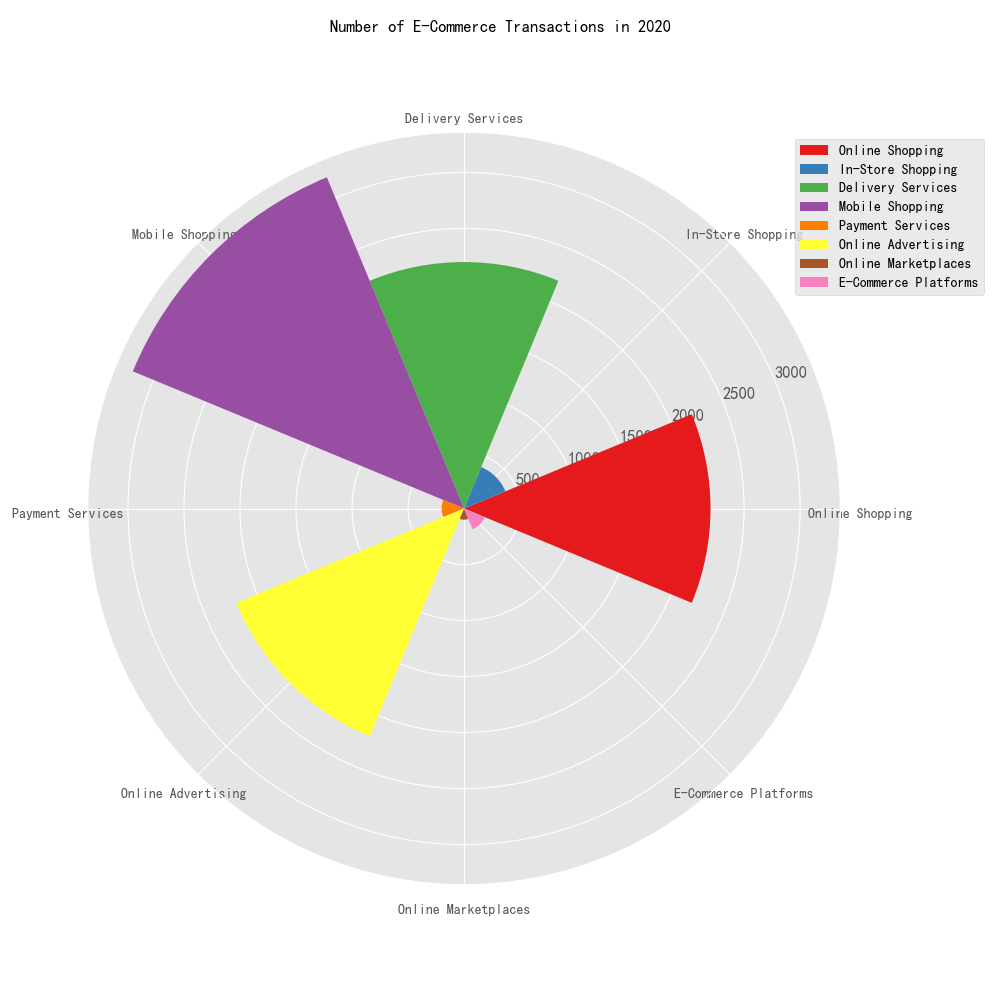 Number of E-Commerce Transactions in 2020
Delivery Services
Online Shopping
In-Store Shopping
Delivery Services
Mobile Shopping
Payment Services
Online Advertising
Online Marketplaces
E-Commerce Platforms
Mobile Shopping
In-Store Shopping
3000
2500
2000
1500
1000
500
Payment Services
Online Shopping
Online Advertising
E-Commerce Platforms
Online Marketplaces